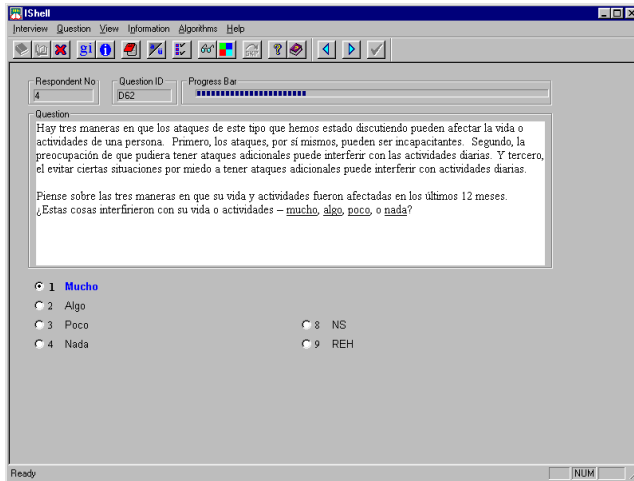 IShell
Interview Question View Information Algorithms Help
gi
Respondent No
Question ID
Progress Bar
4
D62
Question
Hay tres maneras en que los ataques de este tipo que hemos estado discutiendo pueden afectar la vida o
actividades de una persona. Primero, los ataques, por sí mismos, pueden ser incapacitantes. Segundo, la
preocupación de que pudiera tener ataques adicionales puede interferir con las actividades diarias. Y tercero,
el evitar ciertas situaciones por miedo a tener ataques adicionales puede interferir con actividades diarias.
Piense sobre las tres maneras en que su vida y actividades fueron afectadas en los últimos 12 meses.
¿Estas cosas interfirieron con su vida o actividades – mucho, algo, poco, o nada?
1 Mucho
2 Algo
3 Poco
8 NS
4 Nada
9 REH
Ready
NUM